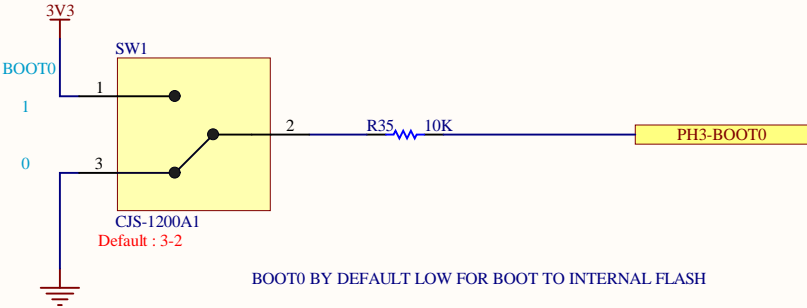 3V3
SW1
BOOT0
1
1
2
R35
10K
PH3-BOOT0
0
3
CJS-1200A1
Default : 3-2
BOOT0 BY DEFAULT LOW FOR BOOT TO INTERNAL FLASH